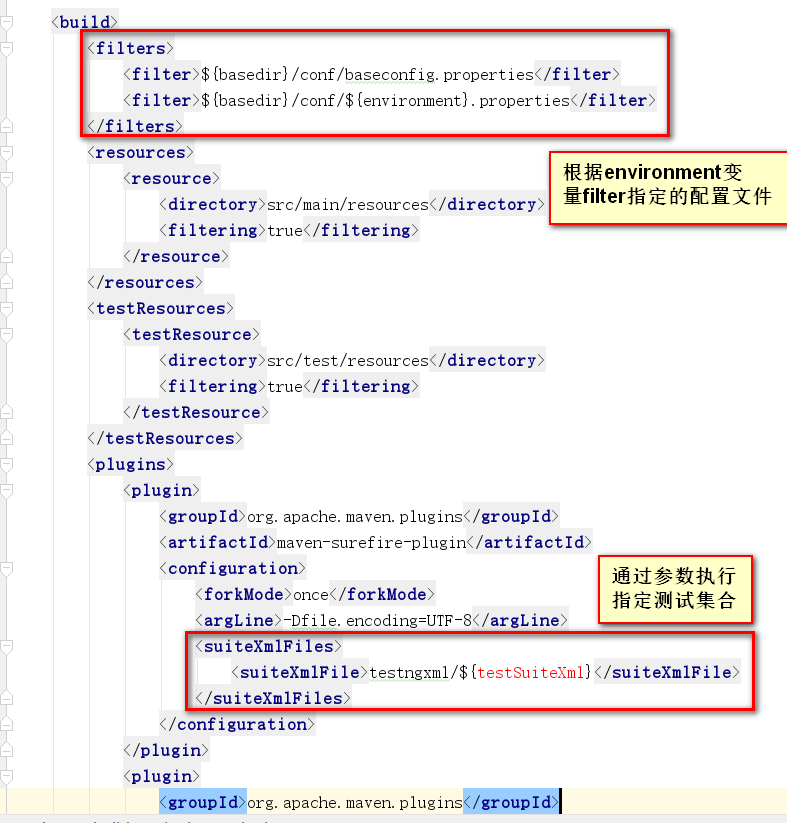 <build>
<filters>
<filter>${basedir}/conf/baseconfig.properties</filter>
<filter>${basedir}/conf/${environment}.properties</filter>
</filters>
<resources>
根据environment变
量filter指定的配置文件
<resource>
<directory>src/main/resources</directory>
<filtering>true</filtering>
</resource>
</resources>
<testResources>
<testResource>
<directory>src/test/resources</directory>
<filtering>true</filtering>
</testResource>
</testResources>
<plugins>
<plugin>
<groupId>org.apache.maven.plugins</groupId>
<artifactId>maven-surefire-plugin</artifactId>
<configuration>
通过参数执行
指定测试集合
<forkMode>once</forkMode>
<argLine>-Dfile.encoding=UTF-8</argLine>
<suiteXmlFiles>
<suiteXmlFile>testngxml/${testSuiteXml}</suiteXmlFile>
</suiteXmlFiles>
</configuration>
</plugin>
<plugin>
<groupId>org.apache.maven.plugins</groupId>